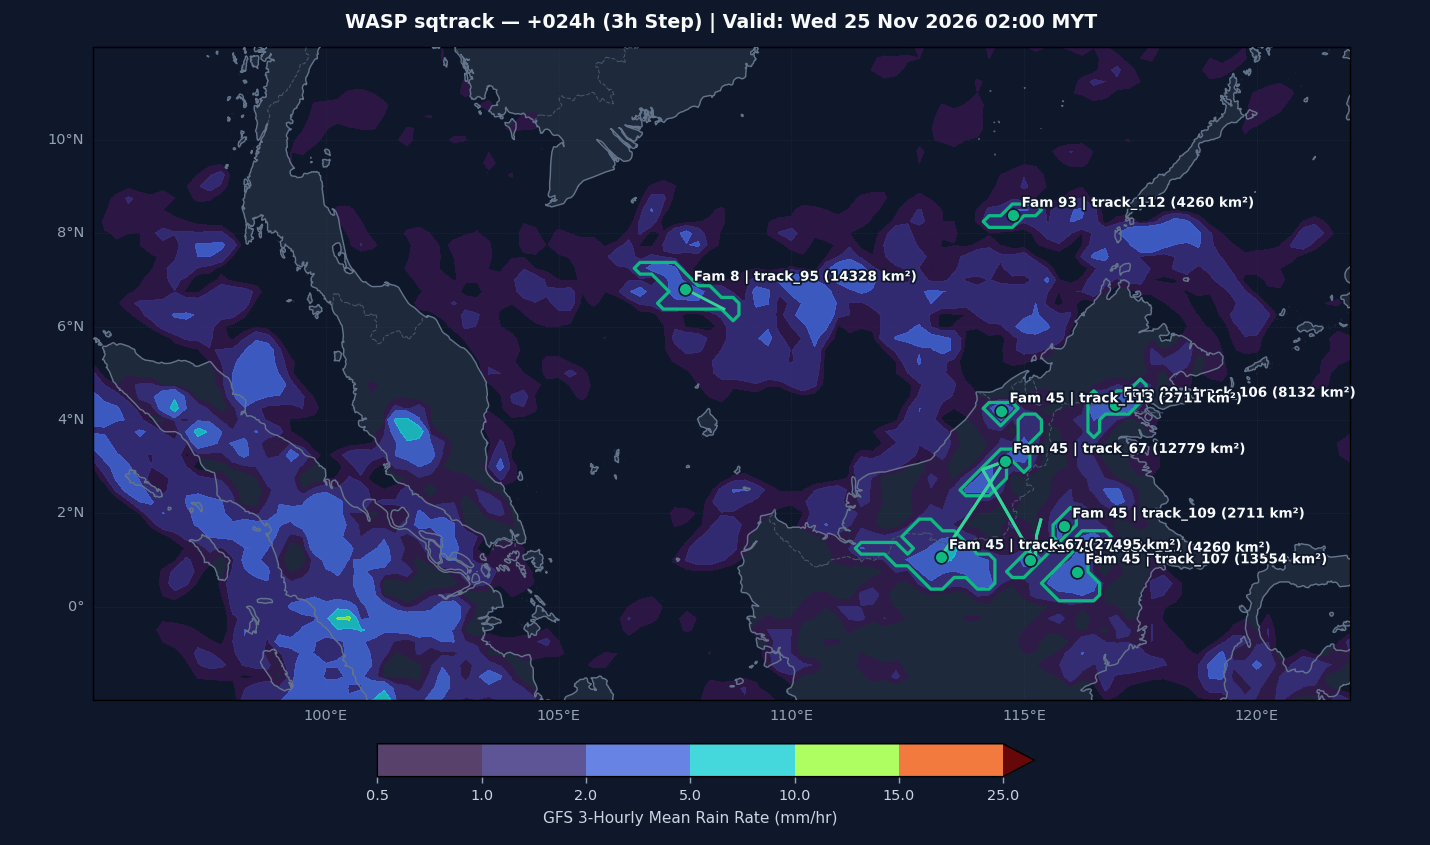 WASP sqtrack — +024h (3h Step) | Valid: Wed 25 Nov 2026 02:00 MYT
10°N
8°N
6°N
4°N
2°N
0°
Fam 93 | track_112 (4260 km²)
Fam 8 | track_95 (14328 km²)
track_106 (8132 km²)
Fam 45 | track_113 (2711 km²)
Fam 45 | track_67 (12779 km²)
Fam 45 | track_109 (2711 km²)
Fam 45 | track_67 (27495 km²)
(4260 km²)
Fam 45 | track_107 (13554 km²)
100°E
105°E
110°E
115°E
120°E
0.5
1.0
2.0
5.0
10.0
15.0
25.0
GFS 3-Hourly Mean Rain Rate (mm/hr)